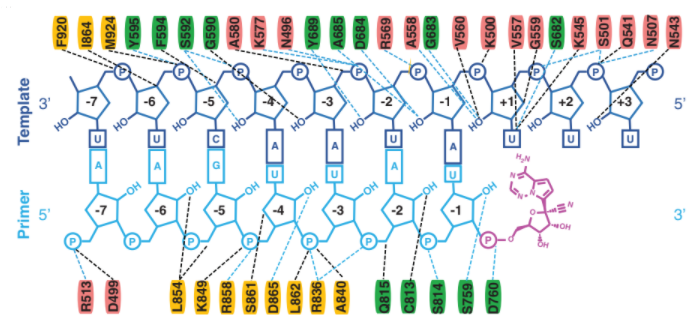 F920 I864 M924 Y595 F594 S592 G590 A580 K577 N496 Y689 A685 D684 R569 A558 G683 V560 K500 V557 G559 S682 K545 S501 Q541 N507 N543
P P P P P P P P P P
Template 3' -7 -6 -5 -4 -3 -2 -1 +1 +2 +3 5'
HO HO HO HO HO HO HO HO HO HO
U U C A A U A U U U
A A G U U A U
H₂N N N N N
OH OH OH OH OH OH OH O N OH OH
Primer 5' -7 -6 -5 -4 -3 -2 -1 3'
P P P P P P P P O
R513 D499 L854 K849 R858 S861 D865 L862 R836 A840 Q815 C813 S814 S759 D760